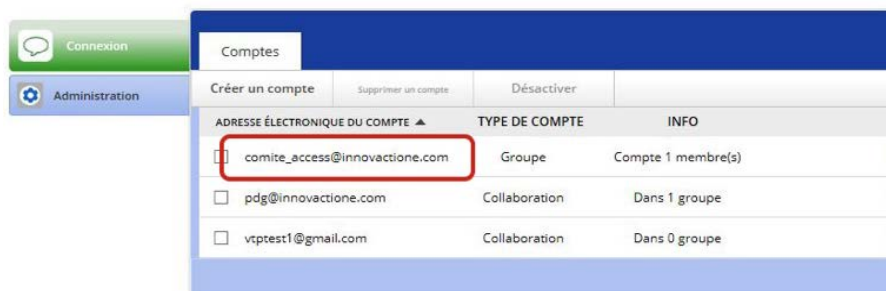 Connexion
Administration
Comptes
Créer un compte Supprimer un compte Désactiver
ADRESSE ÉLECTRONIQUE DU COMPTE TYPE DE COMPTE INFO
comite_access@innovactione.com Groupe Compte 1 membre(s)
pdg@innovactione.com Collaboration Dans 1 groupe
vtptest1@gmail.com Collaboration Dans 0 groupe